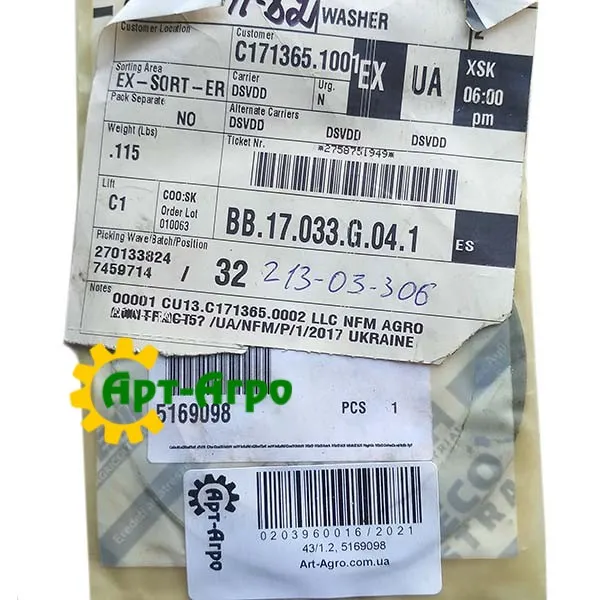 WASHER
Customer Location
Customer
C171365.1001
EX
UA
XSK
06:00
pm
Sorting Area
EX-SORT-ER
Carrier
DSVDD
Urg.
N
Pack Separate
NO
Alternate Carriers
DSVDD DSVDD DSVDD
Weight (Lbs)
.115
Ticket Nr.
*2759751949*
Lift
C1
COO:SK
Order Lot
010063
BB.17.033.G.04.1
ES
Picking Wave/Batch/Position
270133824
7459714 / 32 213-03-306
Notes
00001 CU13.C171365.0002 LLC NFM AGRO
/UA/NFM/P/1/2017 UKRAINE
Арт-Агро
5169098 PCS 1
Арт-Агро
0203960016/2021
43/1.2, 5169098
Art-Agro.com.ua